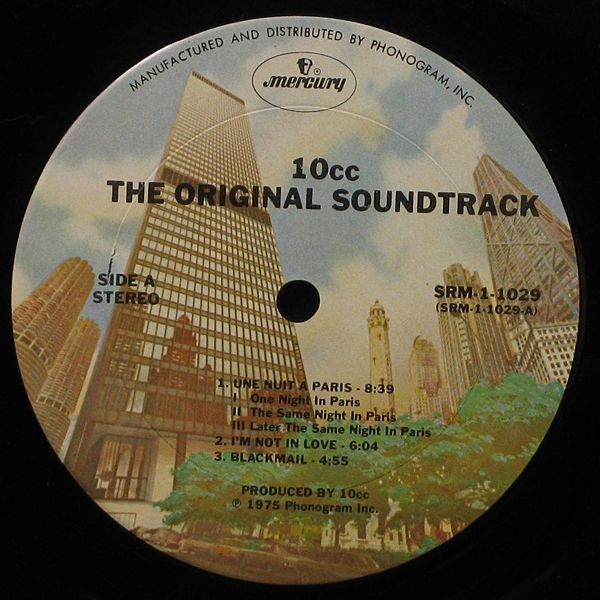 MANUFACTURED AND DISTRIBUTED BY PHONOGRAM, INC.
mercury
10cc
THE ORIGINAL SOUNDTRACK
SIDE A
STEREO
SRM-1-1029
(SRM-1-1029-A)
1. UNE NUIT A PARIS - 8:39
I One Night In Paris
II The Same Night In Paris
III Later The Same Night In Paris
2. I'M NOT IN LOVE - 6:04
3. BLACKMAIL - 4:55
PRODUCED BY 10cc
℗ 1975 Phonogram Inc.